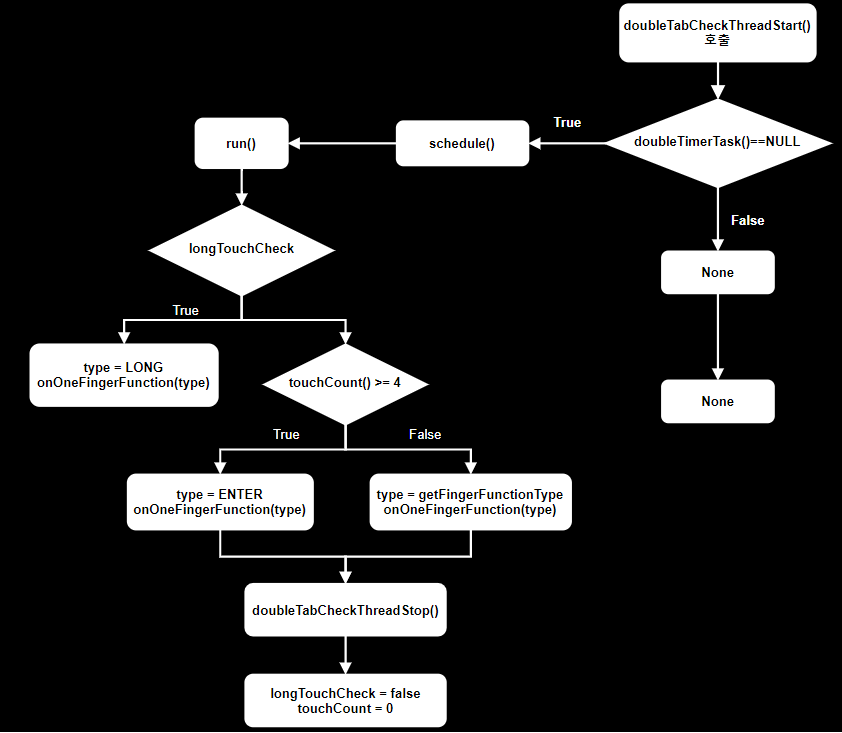 doubleTabCheckThreadStart()
호출
doubleTimerTask()==NULL
True
schedule()
run()
False
None
None
longTouchCheck
True
type = LONG
onOneFingerFunction(type)
touchCount() >= 4
True
False
type = ENTER
onOneFingerFunction(type)
type = getFingerFunctionType
onOneFingerFunction(type)
doubleTabCheckThreadStop()
longTouchCheck = false
touchCount = 0